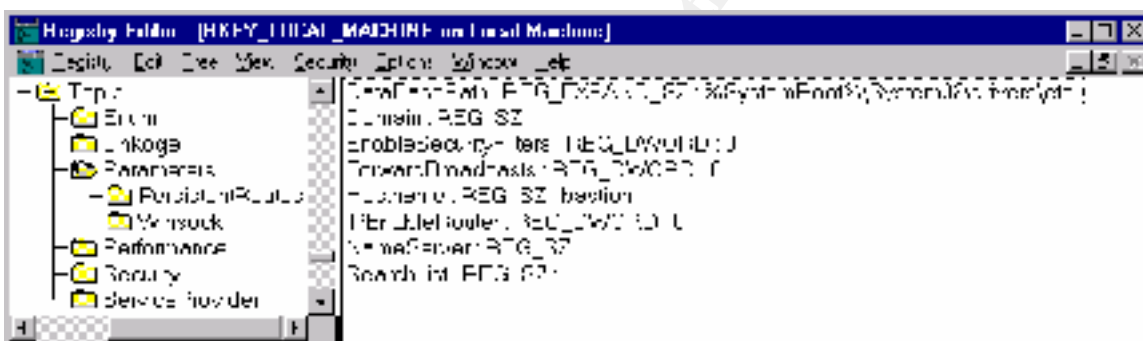 Registry Editor - [HKEY_LOCAL_MACHINE on Local Machine]
Registry Edit Tree View Security Options Window Help
Tcpip
Enum
Linkage
Parameters
PersistentRoutes
Winsock
Performance
Security
ServiceProvider
DataBasePath : REG_EXPAND_SZ : %SystemRoot%\System32\drivers\etc
Domain : REG_SZ :
EnableSecurityFilters : REG_DWORD : 0
ForwardBroadcasts : REG_DWORD : 0
Hostname : REG_SZ : bastion
IPEnableRouter : REG_DWORD : 0
NameServer : REG_SZ :
SearchList : REG_SZ :